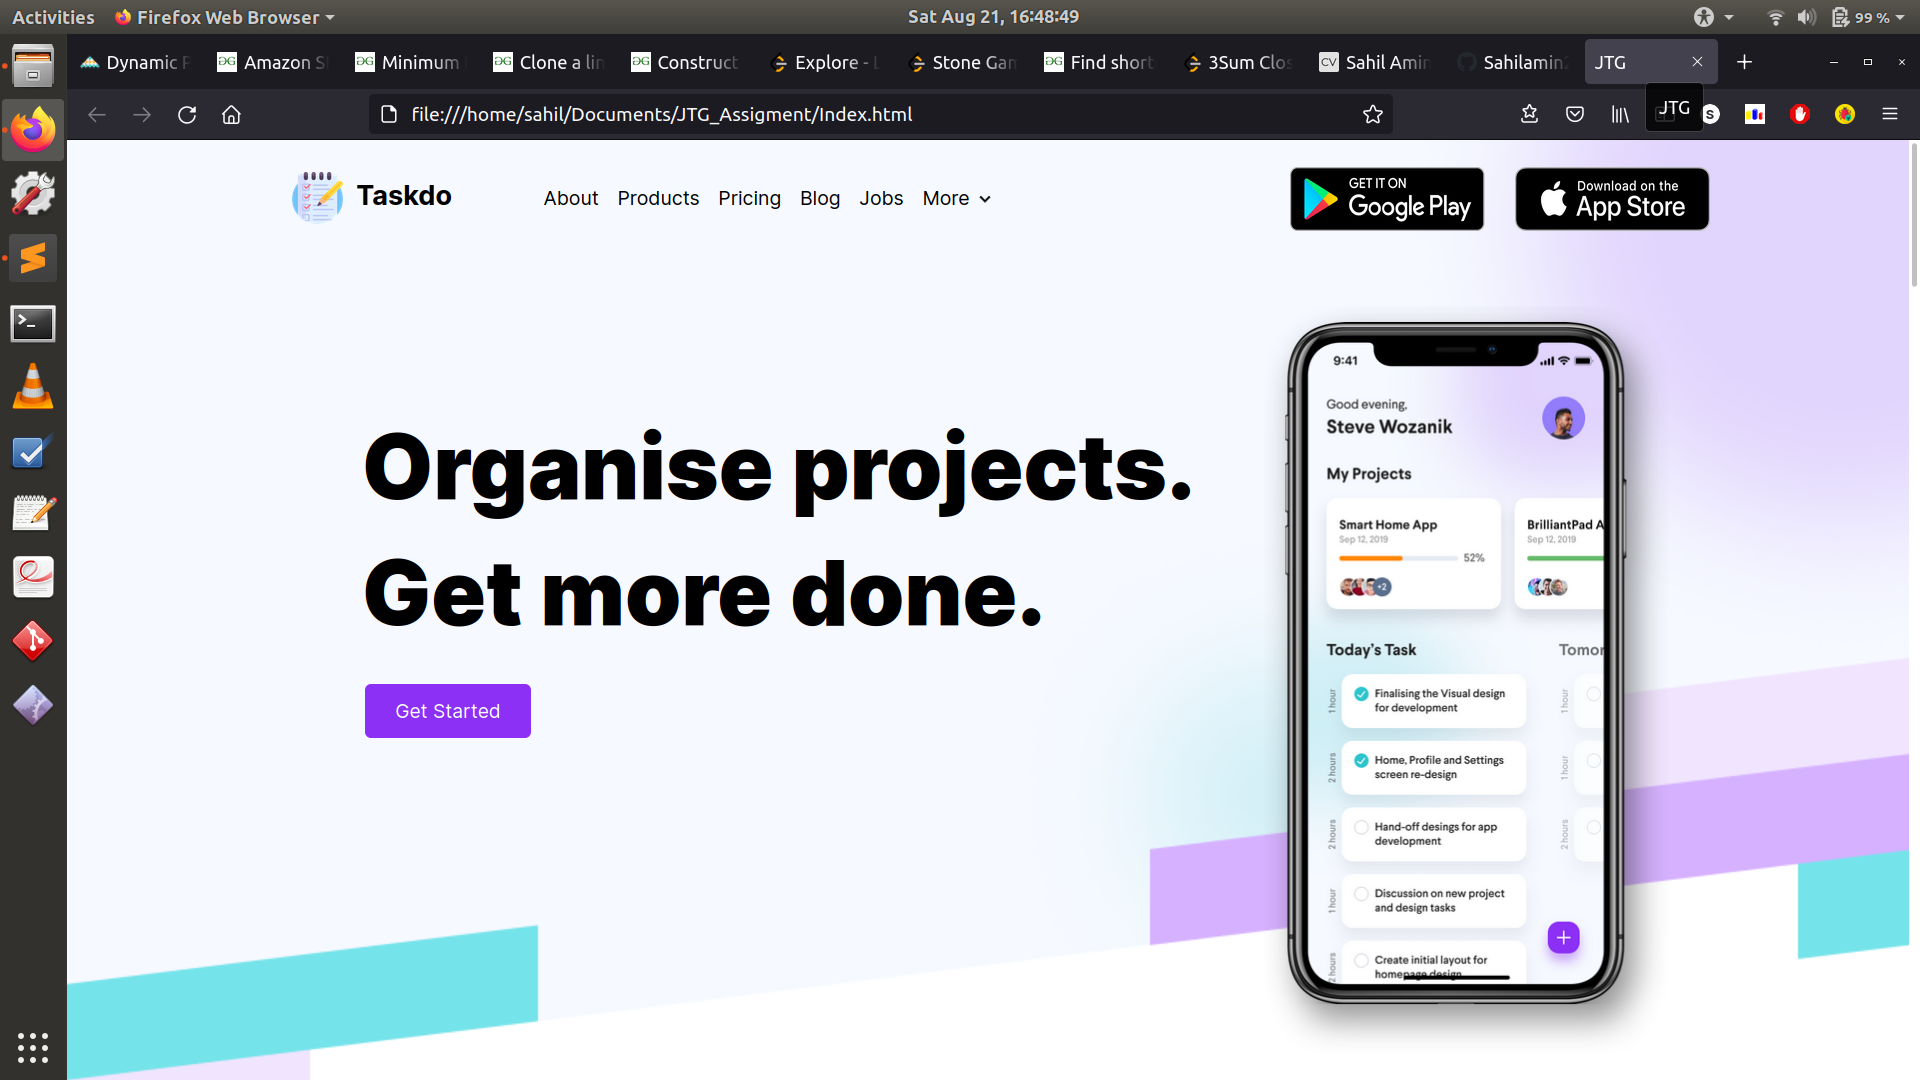 Activities
Firefox Web Browser
Sat Aug 21, 16:48:49
99 %
Dynamic P
Amazon S
Minimum
Clone a lin
Construct
Explore - L
Stone Gam
Find short
3Sum Clos
CV
Sahil Amin
Sahilamin
JTG
file:///home/sahil/Documents/JTG_Assigment/Index.html
JTG
S
Taskdo
About
Products
Pricing
Blog
Jobs
More
GET IT ON
Google Play
Download on the
App Store
Organise projects.
Get more done.
Get Started
9:41
Good evening,
Steve Wozanik
My Projects
Smart Home App
Sep 12, 2019
52%
+2
BrilliantPad A
Sep 12, 2019
Today's Task
Tomor
1 hour
Finalising the Visual design
for development
1 hour
2 hours
Home, Profile and Settings
screen re-design
1 hour
2 hours
Hand-off desings for app
development
2 hours
1 hour
Discussion on new project
and design tasks
2 hours
Create initial layout for
homepage design